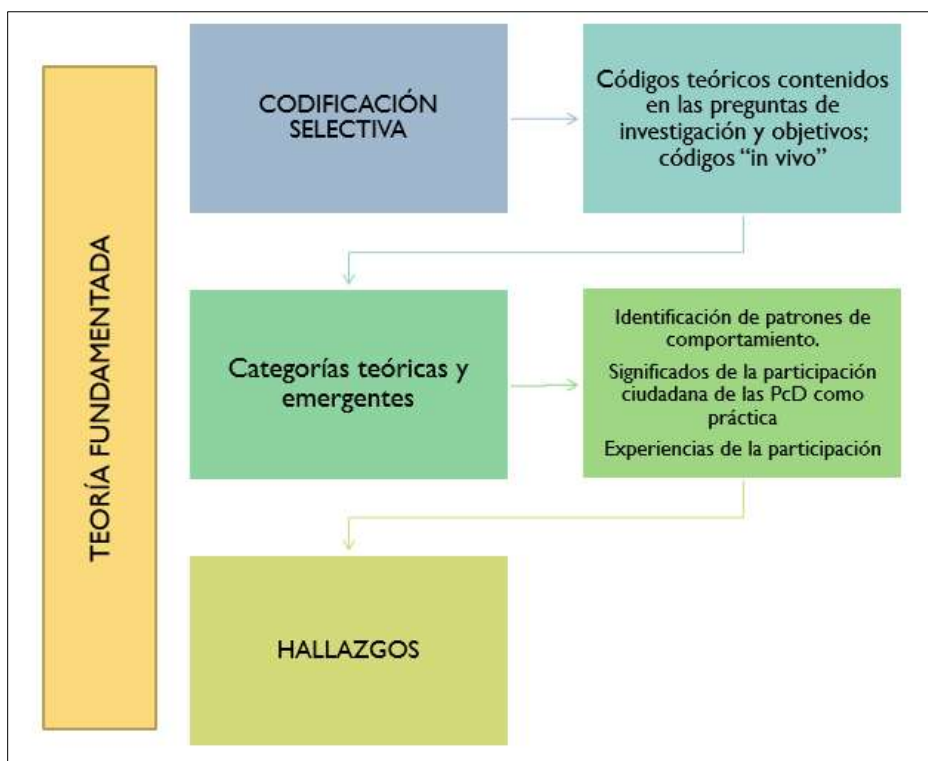 TEORÍA FUNDAMENTADA
CODIFICACIÓN
SELECTIVA
Códigos teóricos contenidos
en las preguntas de
investigación y objetivos;
códigos “in vivo”
Categorías teóricas y
emergentes
Identificación de patrones de
comportamiento.
Significados de la participación
ciudadana de las PcD como
práctica
Experiencias de la participación
HALLAZGOS